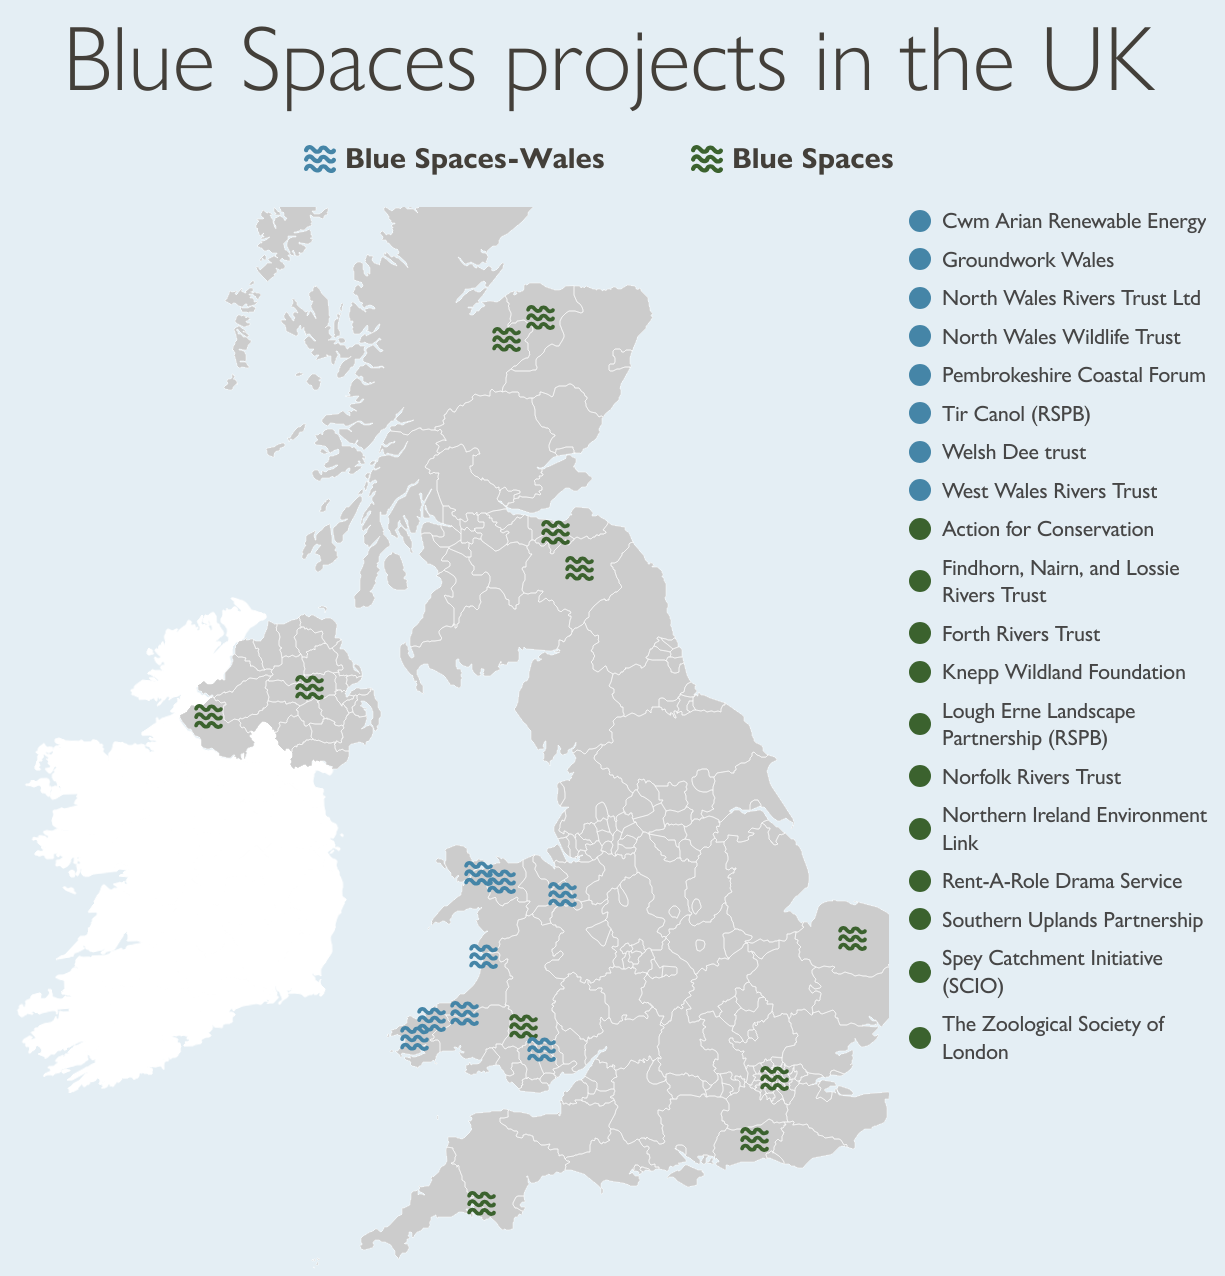 Blue Spaces projects in the UK
Blue Spaces-Wales
Blue Spaces
Cwm Arian Renewable Energy
Groundwork Wales
North Wales Rivers Trust Ltd
North Wales Wildlife Trust
Pembrokeshire Coastal Forum
Tir Canol (RSPB)
Welsh Dee trust
West Wales Rivers Trust
Action for Conservation
Findhorn, Nairn, and Lossie
Rivers Trust
Forth Rivers Trust
Knepp Wildland Foundation
Lough Erne Landscape
Partnership (RSPB)
Norfolk Rivers Trust
Northern Ireland Environment
Link
Rent-A-Role Drama Service
Southern Uplands Partnership
Spey Catchment Initiative
(SCIO)
The Zoological Society of
London